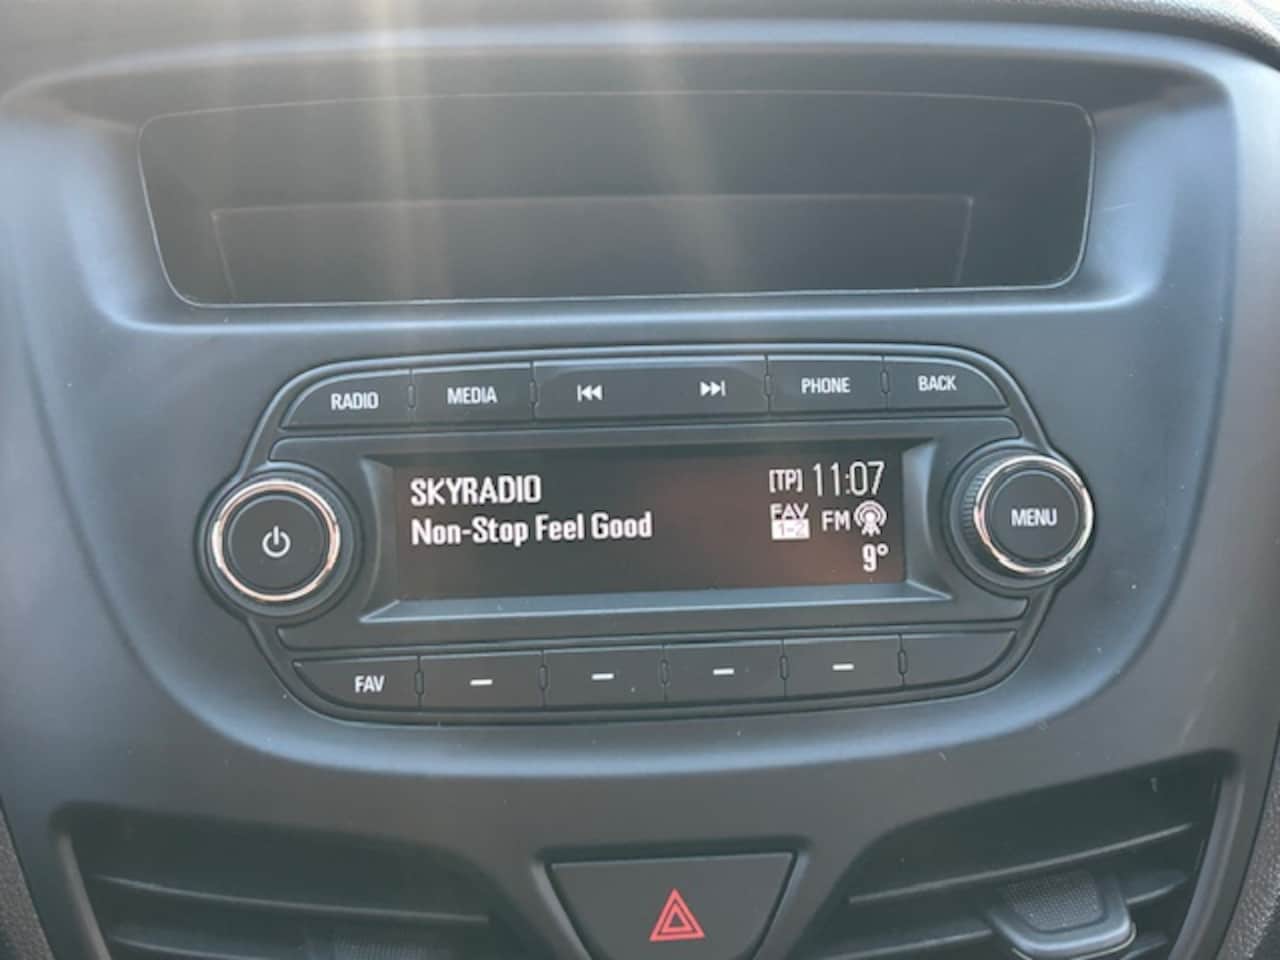 RADIO MEDIA PHONE BACK
SKYRADIO [TP] 11:07
Non-Stop Feel Good FAV 1-2 FM
9°
MENU
FAV